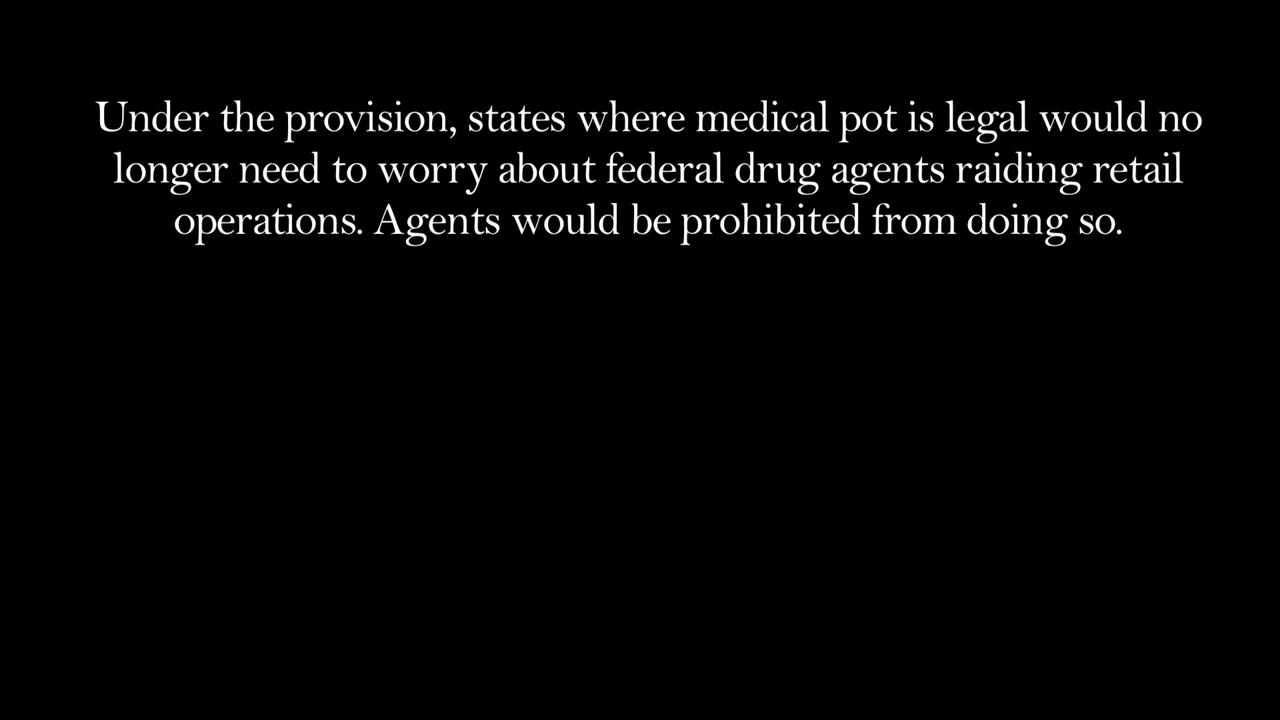 Under the provision, states where medical pot is legal would no
longer need to worry about federal drug agents raiding retail
operations. Agents would be prohibited from doing so.